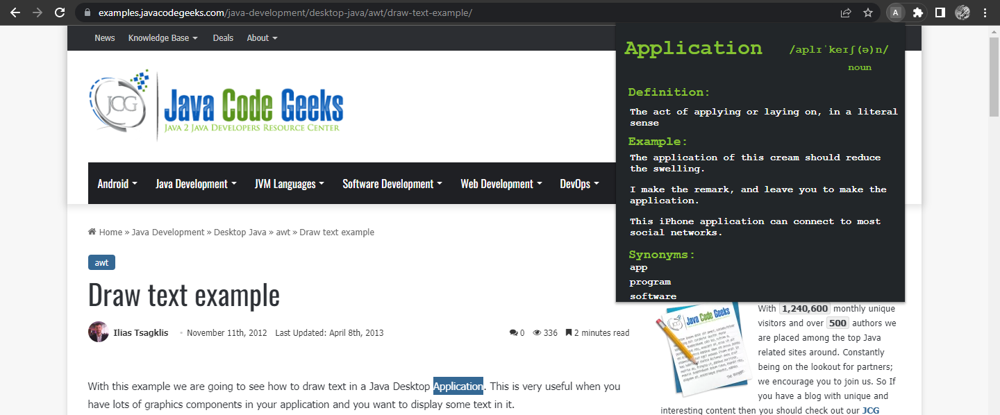 examples.javacodegeeks.com/java-development/desktop-java/awt/draw-text-example/
A
News Knowledge Base Deals About
JCG Java Code Geeks
JAVA 2 JAVA DEVELOPERS RESOURCE CENTER
Android Java Development JVM Languages Software Development Web Development DevOps
Home » Java Development » Desktop Java » awt » Draw text example
awt
Draw text example
Ilias Tsagklis November 11th, 2012 Last Updated: April 8th, 2013 0 336 2 minutes read
With this example we are going to see how to draw text in a Java Desktop Application. This is very useful when you
have lots of graphics components in your application and you want to display some text in it.
Application /aplɪˈkeɪʃ(ə)n/
noun
Definition:
The act of applying or laying on, in a literal
sense
Example:
The application of this cream should reduce
the swelling.
I make the remark, and leave you to make the
application.
This iPhone application can connect to most
social networks.
Synonyms:
app
program
software
JCG Java Code Geeks
With 1,240,600 monthly unique
visitors and over 500 authors we
are placed among the top Java
related sites around. Constantly
being on the lookout for partners;
we encourage you to join us. So If
you have a blog with unique and
interesting content then you should check out our JCG